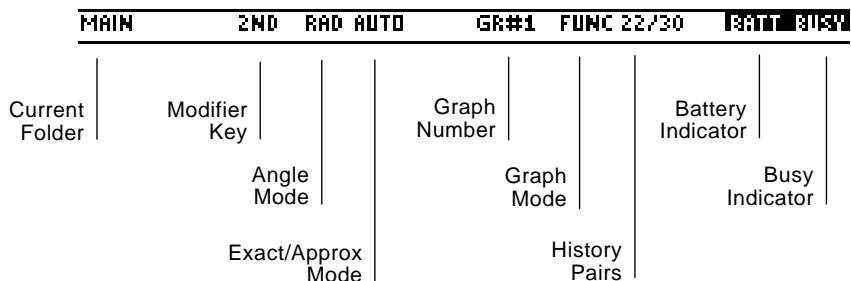 MAIN 2ND RAD AUTO GR#1 FUNC 22/30 BATT BUSY
Current
Folder
Modifier
Key
Graph
Number
Battery
Indicator
Angle
Mode
Graph
Mode
Busy
Indicator
Exact/Approx
Mode
History
Pairs